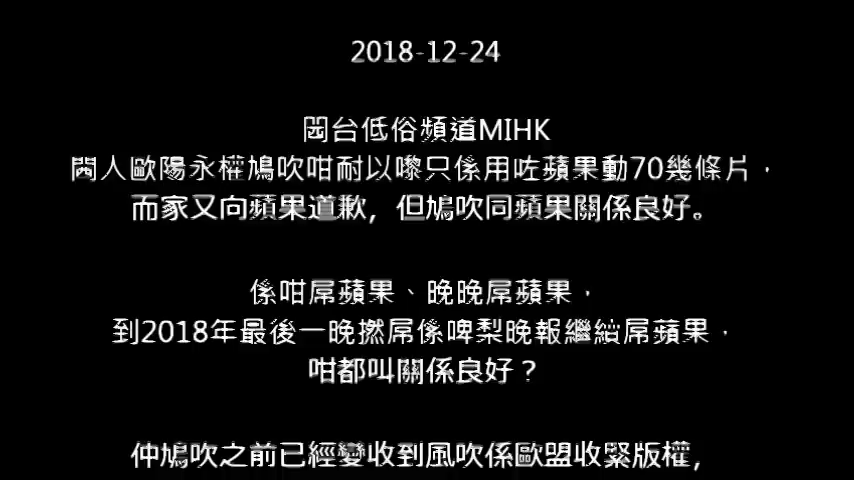 2018-12-24
台低俗頻道MIHK
閪人歐陽永權鳩吹咁耐以嚟只係用咗蘋果動70幾條片，
而家又向蘋果道歉，但鳩吹同蘋果關係良好。
係咁屌蘋果、晚晚屌蘋果，
到2018年最後一晚撚屌係啤梨晚報繼續屌蘋果，
咁都叫關係良好？
仲鳩吹之前已經變收到風吹係歐盟收緊版權,